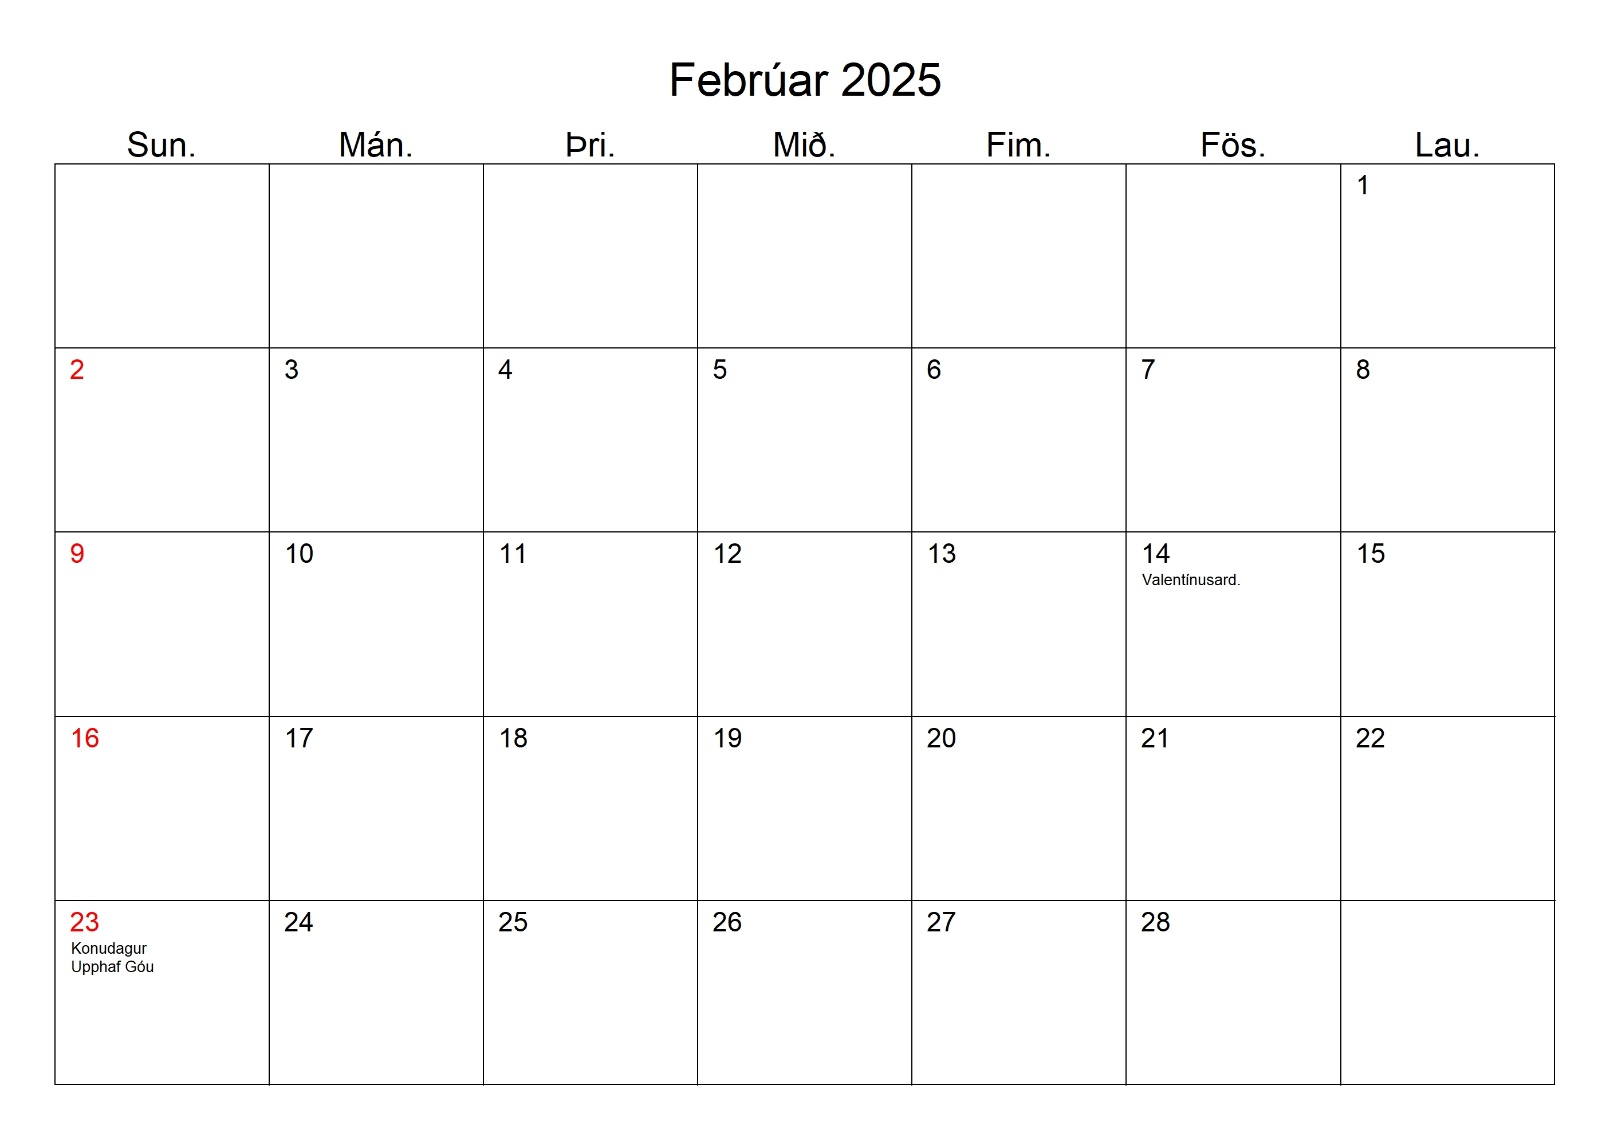 Febrúar 2025
Sun. Mán. Þri. Mið. Fim. Fös. Lau.
1
2 3 4 5 6 7 8
9 10 11 12 13 14 15
Valentínusard.
16 17 18 19 20 21 22
23 24 25 26 27 28
Konudagur
Upphaf Góu